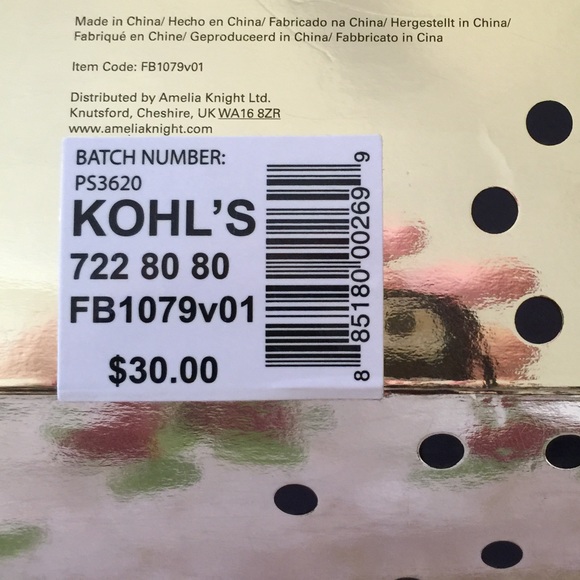 Made in China/ Hecho en China/ Fabricado na China/ Hergestellt in China/
Fabriqué en Chine/ Geproduceerd in China/ Fabbricato in Cina
Item Code: FB1079v01
Distributed by Amelia Knight Ltd.
Knutsford, Cheshire, UK WA16 8ZR
www.ameliaknight.com
BATCH NUMBER:
PS3620
KOHL'S
722 80 80
FB1079v01
$30.00
8 85180 00269 9